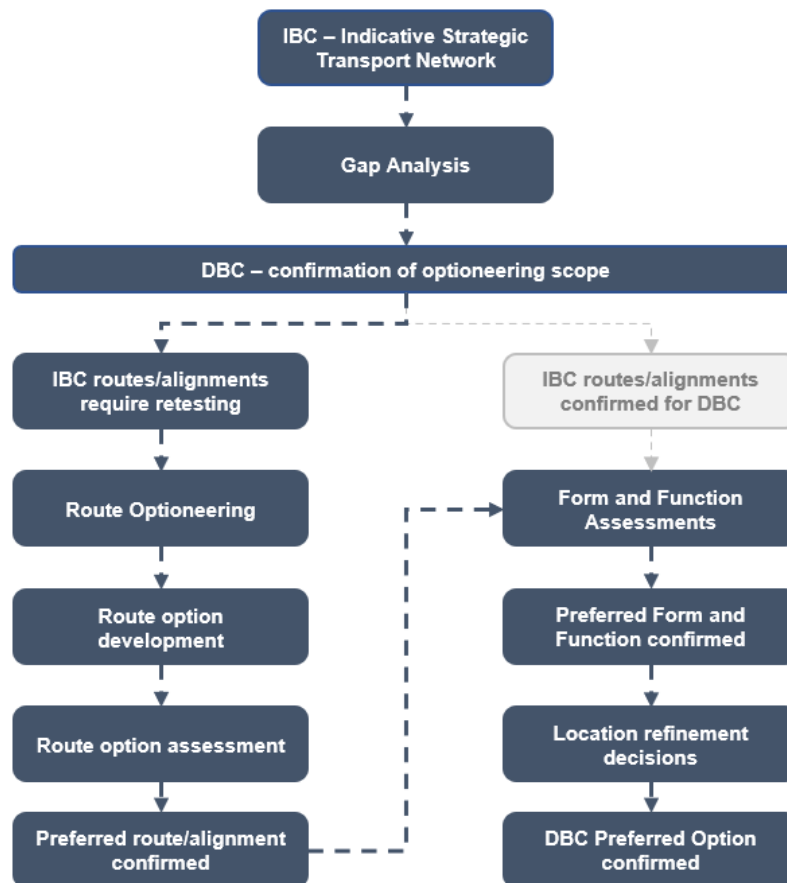 IBC – Indicative Strategic
Transport Network
Gap Analysis
DBC – confirmation of optioneering scope
IBC routes/alignments
require retesting
IBC routes/alignments
confirmed for DBC
Route Optioneering
Form and Function
Assessments
Route option
development
Preferred Form and
Function confirmed
Route option assessment
Location refinement
decisions
Preferred route/alignment
confirmed
DBC Preferred Option
confirmed